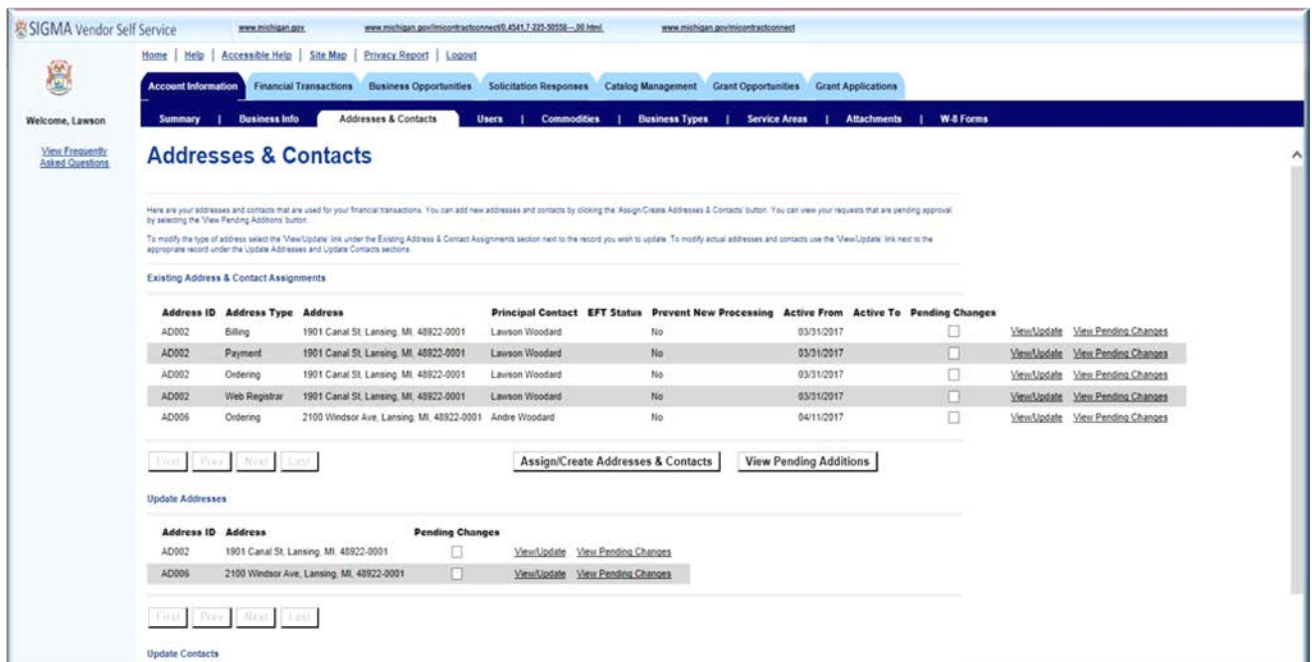 SIGMA Vendor Self Service www.michigan.gov www.michigan.gov/micontractconnect/0,4541,7-225-50558---,00.html www.michigan.gov/micontractconnect
Home | Help | Accessible Help | Site Map | Privacy Report | Logout
Account Information Financial Transactions Business Opportunities Solicitation Responses Catalog Management Grant Opportunities Grant Applications
Welcome, Lawson
Summary | Business Info Addresses & Contacts Users | Commodities | Business Types | Service Areas | Attachments | W-8 Forms
View Frequently
Asked Questions
Addresses & Contacts
Here are your addresses and contacts that are used for your financial transactions. You can add new addresses and contacts by clicking the 'Assign/Create Addresses & Contacts' button. You can view your requests that are pending approval
by selecting the 'View Pending Additions' button.
To modify the type of address select the 'View/Update' link under the Existing Address & Contact Assignments section next to the record you wish to update. To modify actual addresses and contacts use the 'View/Update' link next to the
appropriate record under the Update Addresses and Update Contacts sections.
Existing Address & Contact Assignments
Address ID Address Type Address Principal Contact EFT Status Prevent New Processing Active From Active To Pending Changes
AD002 Billing 1901 Canal St, Lansing, MI, 48922-0001 Lawson Woodard No 03/31/2017 View/Update View Pending Changes
AD002 Payment 1901 Canal St, Lansing, MI, 48922-0001 Lawson Woodard No 03/31/2017 View/Update View Pending Changes
AD002 Ordering 1901 Canal St, Lansing, MI, 48922-0001 Lawson Woodard No 03/31/2017 View/Update View Pending Changes
AD002 Web Registrar 1901 Canal St, Lansing, MI, 48922-0001 Lawson Woodard No 03/31/2017 View/Update View Pending Changes
AD006 Ordering 2100 Windsor Ave, Lansing, MI, 48922-0001 Andre Woodard No 04/11/2017 View/Update View Pending Changes
First Prev Next Last Assign/Create Addresses & Contacts View Pending Additions
Update Addresses
Address ID Address Pending Changes
AD002 1901 Canal St, Lansing, MI, 48922-0001 View/Update View Pending Changes
AD006 2100 Windsor Ave, Lansing, MI, 48922-0001 View/Update View Pending Changes
First Prev Next Last
Update Contacts